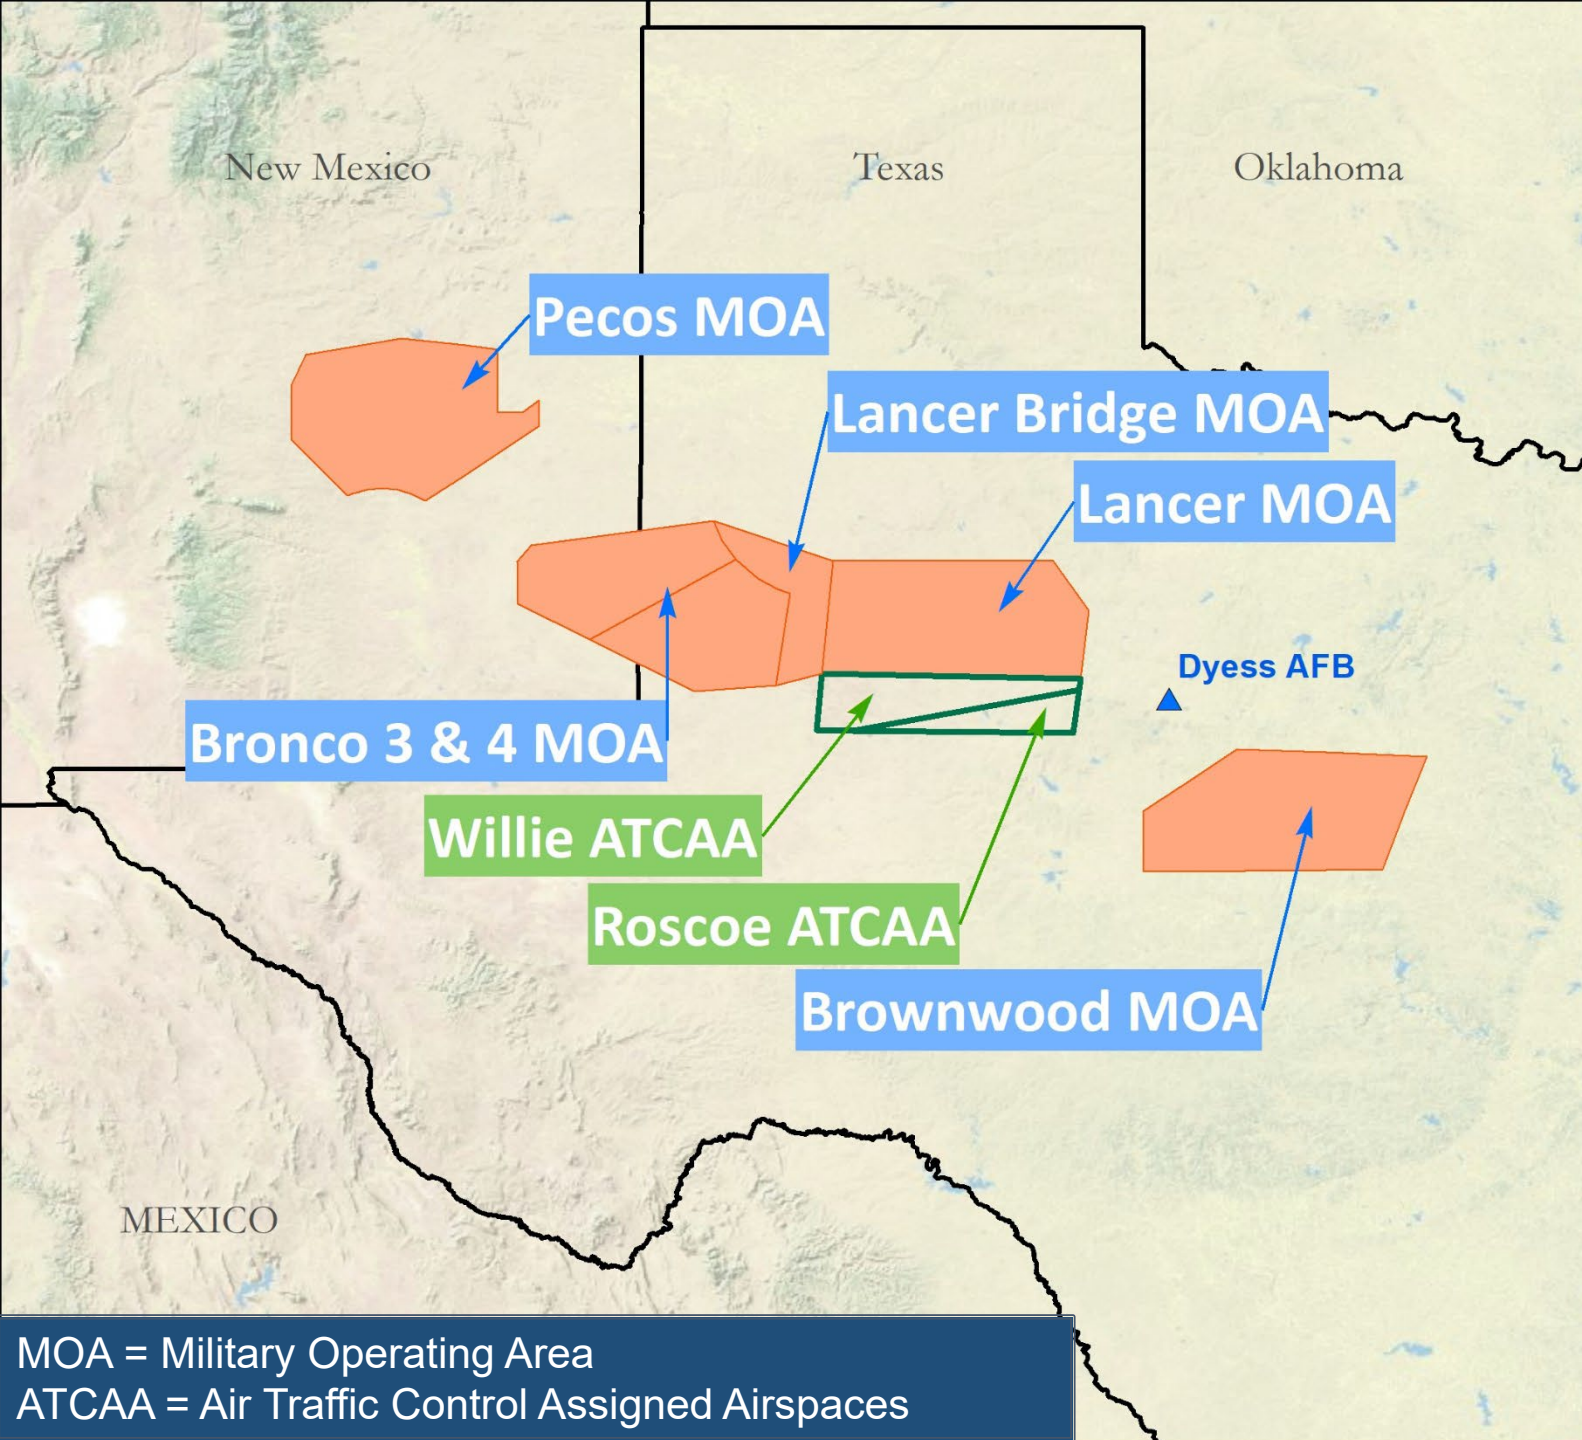 New Mexico
Texas
Oklahoma
Pecos MOA
Lancer Bridge MOA
Lancer MOA
Dyess AFB
Bronco 3 & 4 MOA
Willie ATCAA
Roscoe ATCAA
Brownwood MOA
MEXICO
MOA = Military Operating Area
ATCAA = Air Traffic Control Assigned Airspaces